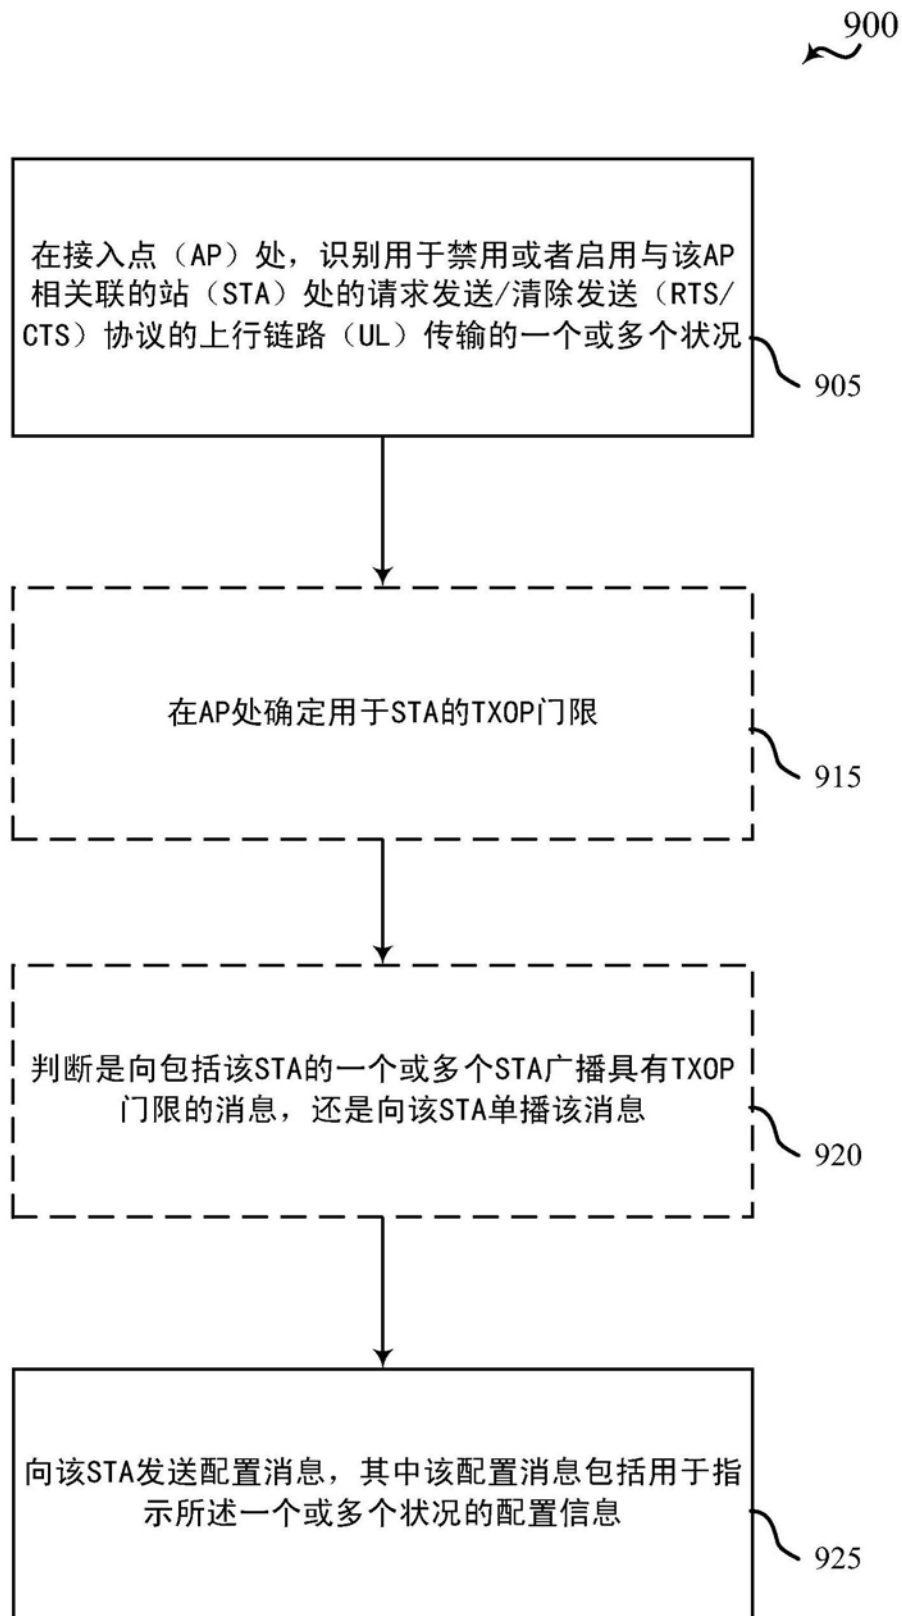 900
在接入点（AP）处，识别用于禁用或者启用与该AP
相关联的站（STA）处的请求发送/清除发送（RTS/
CTS）协议的上行链路（UL）传输的一个或多个状况
905
在AP处确定用于STA的TXOP门限
915
判断是向包括该STA的一个或多个STA广播具有TXOP
门限的消息，还是向该STA单播该消息
920
向该STA发送配置消息，其中该配置消息包括用于指
示所述一个或多个状况的配置信息
925